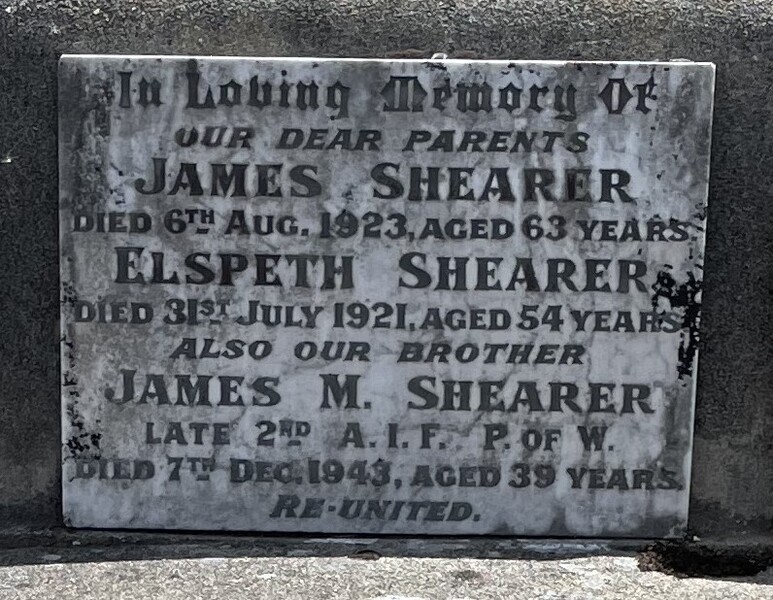 In Loving Memory Of
OUR DEAR PARENTS
JAMES SHEARER
DIED 6TH AUG. 1923, AGED 63 YEARS
ELSPETH SHEARER
DIED 31ST JULY 1921, AGED 54 YEARS
ALSO OUR BROTHER
JAMES M. SHEARER
LATE 2ND A.I.F. P. OF W.
DIED 7TH DEC. 1943, AGED 39 YEARS.
RE-UNITED.